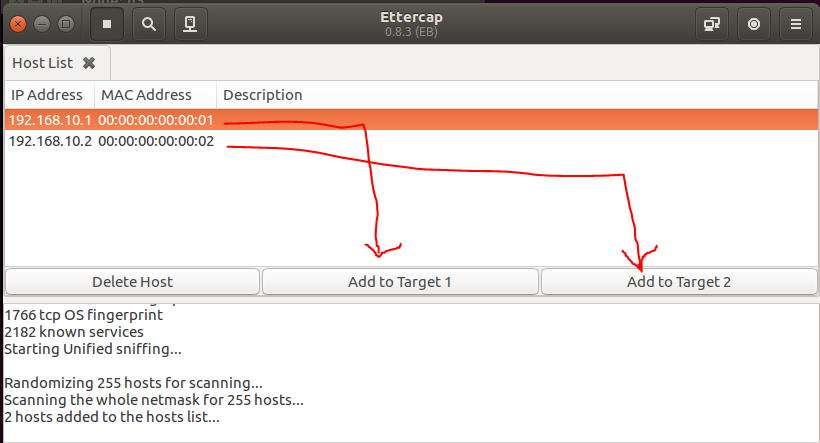 Ettercap
0.8.3 (EB)
Host List
IP Address MAC Address Description
192.168.10.1 00:00:00:00:00:01
192.168.10.2 00:00:00:00:00:02
Delete Host Add to Target 1 Add to Target 2
1766 tcp OS fingerprint
2182 known services
Starting Unified sniffing...
Randomizing 255 hosts for scanning...
Scanning the whole netmask for 255 hosts...
2 hosts added to the hosts list...